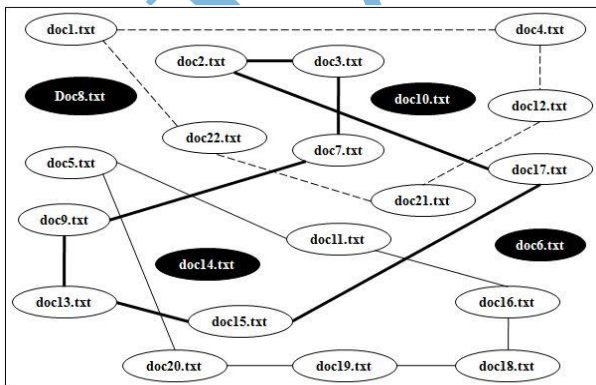 doc1.txt
doc4.txt
doc2.txt
doc3.txt
Doc8.txt
doc10.txt
doc12.txt
doc22.txt
doc7.txt
doc5.txt
doc17.txt
doc21.txt
doc9.txt
doc11.txt
doc6.txt
doc14.txt
doc13.txt
doc16.txt
doc15.txt
doc20.txt
doc19.txt
doc18.txt